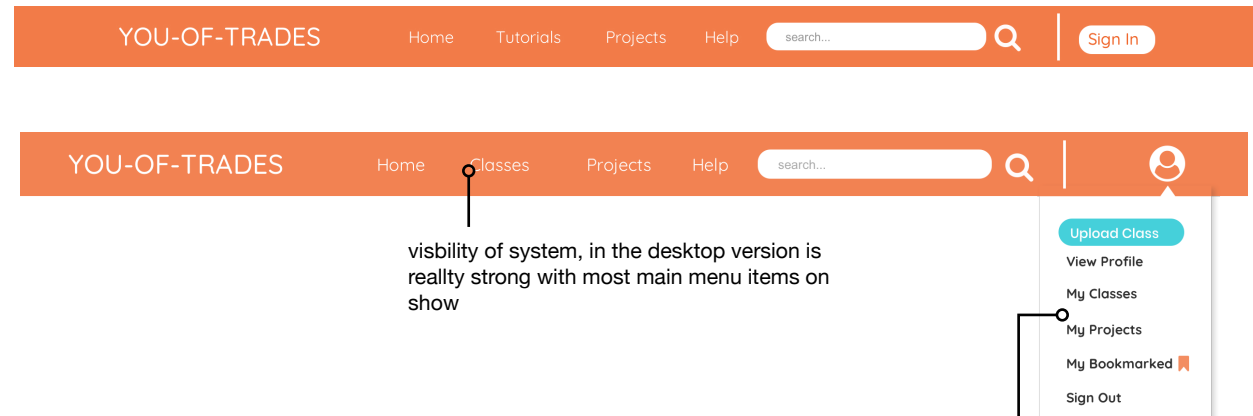 YOU-OF-TRADES Home Tutorials Projects Help search... Sign In
YOU-OF-TRADES Home Classes Projects Help search...
visbility of system, in the desktop version is
reallty strong with most main menu items on
show
Upload Class
View Profile
My Classes
My Projects
My Bookmarked
Sign Out